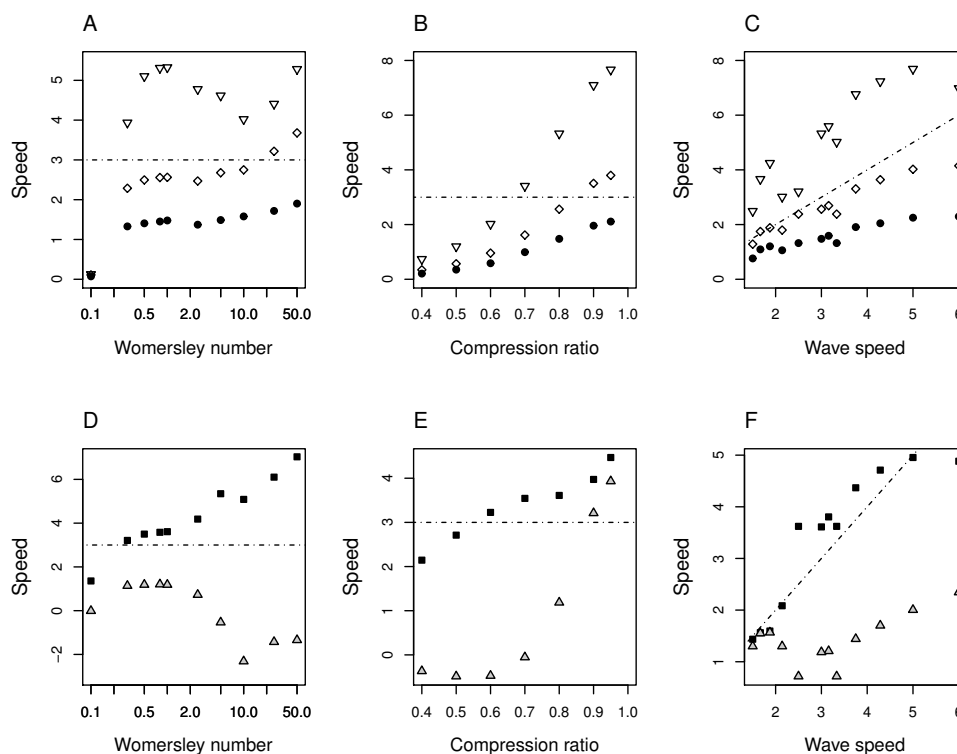 A
Speed
0 1 2 3 4 5
0.1 0.5 2.0 10.0 50.0
Womersley number
B
Speed
0 2 4 6 8
0.4 0.5 0.6 0.7 0.8 0.9 1.0
Compression ratio
C
Speed
0 2 4 6 8
2 3 4 5 6
Wave speed
D
Speed
−2 0 2 4 6
0.1 0.5 2.0 10.0 50.0
Womersley number
E
Speed
0 1 2 3 4
0.4 0.5 0.6 0.7 0.8 0.9 1.0
Compression ratio
F
Speed
1 2 3 4 5
2 3 4 5 6
Wave speed